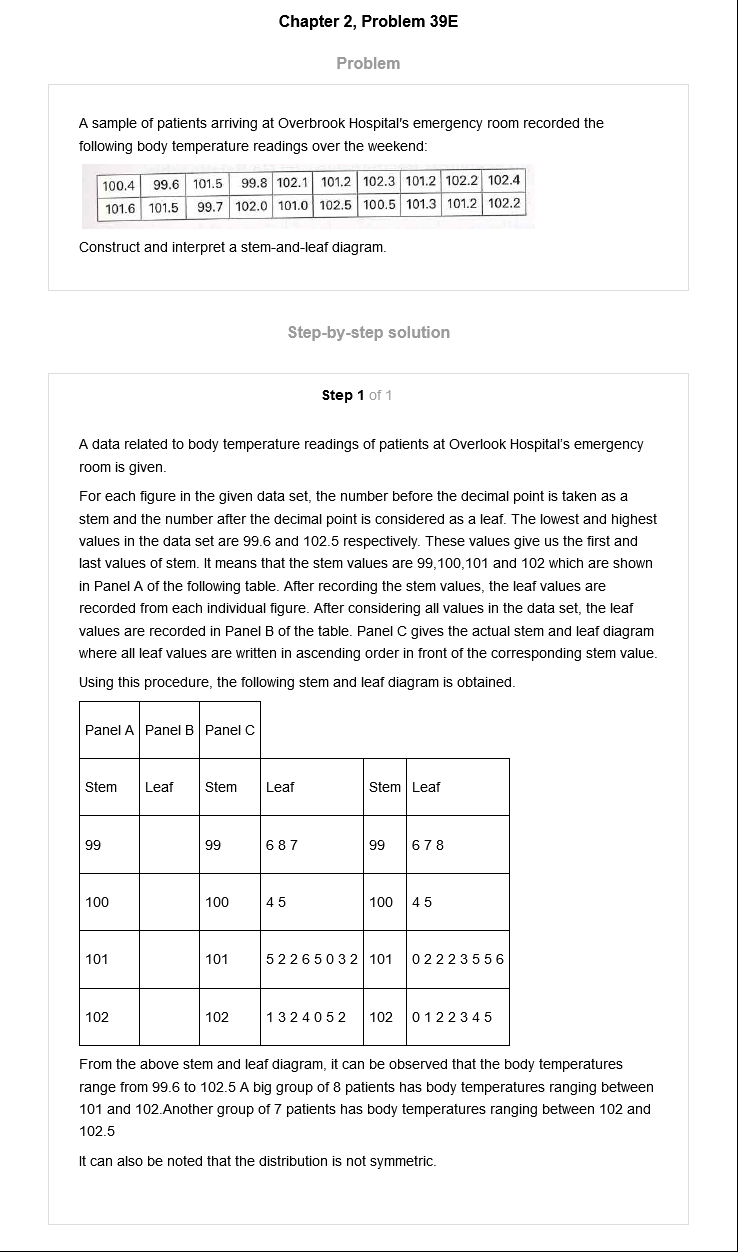 Chapter 2, Problem 39E
Problem
A sample of patients arriving at Overbrook Hospital's emergency room recorded the
following body temperature readings over the weekend:
100.4 99.6 101.5 99.8 102.1 101.2 102.3 101.2 102.2 102.4
101.6 101.5 99.7 102.0 101.0 102.5 100.5 101.3 101.2 102.2
Construct and interpret a stem-and-leaf diagram.
Step-by-step solution
Step 1 of 1
A data related to body temperature readings of patients at Overlook Hospital's emergency
room is given.
For each figure in the given data set, the number before the decimal point is taken as a
stem and the number after the decimal point is considered as a leaf. The lowest and highest
values in the data set are 99.6 and 102.5 respectively. These values give us the first and
last values of stem. It means that the stem values are 99,100,101 and 102 which are shown
in Panel A of the following table. After recording the stem values, the leaf values are
recorded from each individual figure. After considering all values in the data set, the leaf
values are recorded in Panel B of the table. Panel C gives the actual stem and leaf diagram
where all leaf values are written in ascending order in front of the corresponding stem value.
Using this procedure, the following stem and leaf diagram is obtained.
Panel A Panel B Panel C
Stem Leaf Stem Leaf Stem Leaf
99 99 6 8 7 99 6 7 8
100 100 4 5 100 4 5
101 101 5 2 2 6 5 0 3 2 101 0 2 2 2 3 5 5 6
102 102 1 3 2 4 0 5 2 102 0 1 2 2 3 4 5
From the above stem and leaf diagram, it can be observed that the body temperatures
range from 99.6 to 102.5 A big group of 8 patients has body temperatures ranging between
101 and 102.Another group of 7 patients has body temperatures ranging between 102 and
102.5
It can also be noted that the distribution is not symmetric.